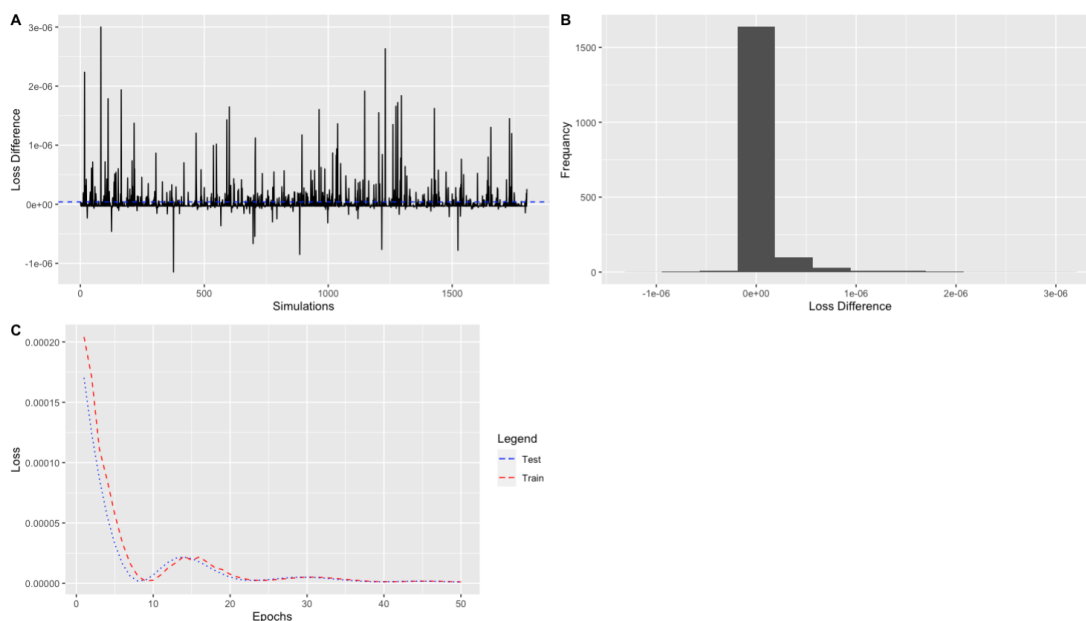 A
Loss Difference
3e-06
2e-06
1e-06
0e+00
-1e-06
0
500
1000
1500
Simulations
B
Frequancy
1500
1000
500
0
-1e-06
0e+00
1e-06
2e-06
3e-06
Loss Difference
C
Loss
0.00020
0.00015
0.00010
0.00005
0.00000
0
10
20
30
40
50
Epochs
Legend
Test
Train